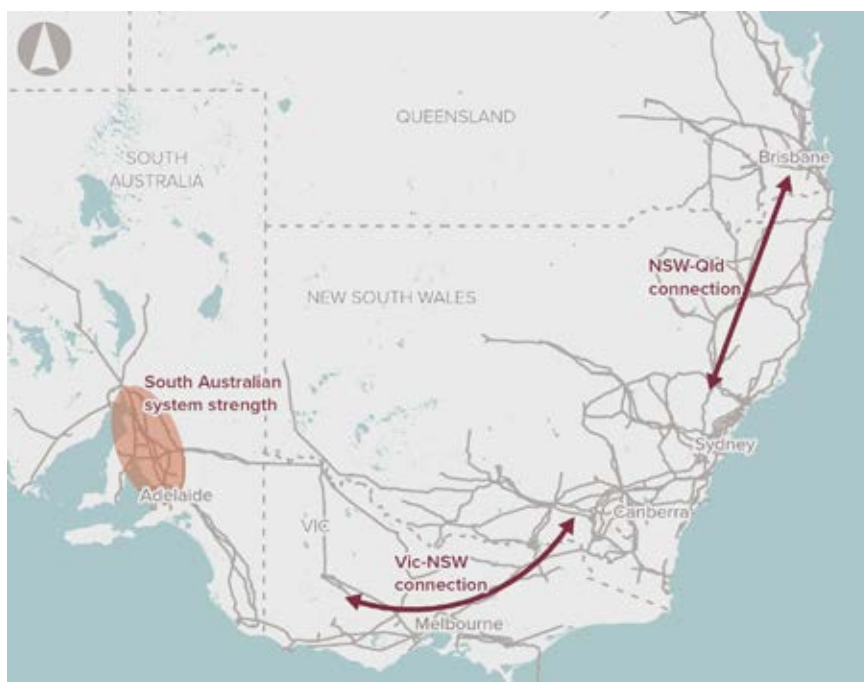 QUEENSLAND
Brisbane
SOUTH
AUSTRALIA
NSW-Qld
connection
NEW SOUTH WALES
South Australian
system strength
Sydney
Adelaide
Canberra
VIC
Vic-NSW
connection
Melbourne